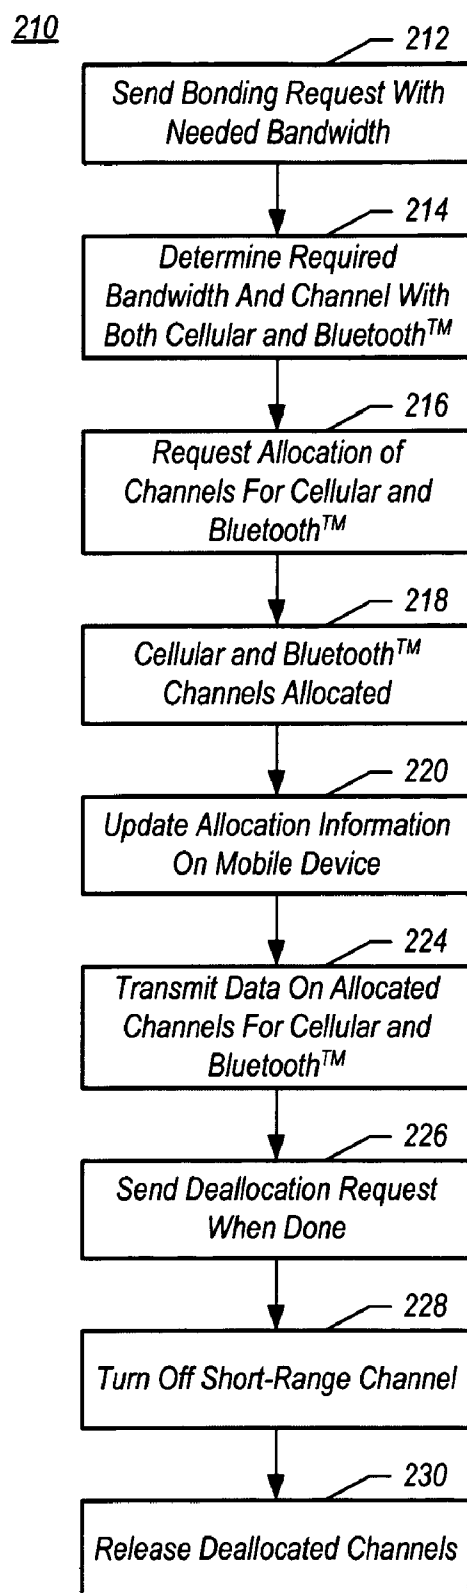 210
212
Send Bonding Request With
Needed Bandwidth
214
Determine Required
Bandwidth And Channel With
Both Cellular and Bluetooth™
216
Request Allocation of
Channels For Cellular and
Bluetooth™
218
Cellular and Bluetooth™
Channels Allocated
220
Update Allocation Information
On Mobile Device
224
Transmit Data On Allocated
Channels For Cellular and
Bluetooth™
226
Send Deallocation Request
When Done
228
Turn Off Short-Range Channel
230
Release Deallocated Channels